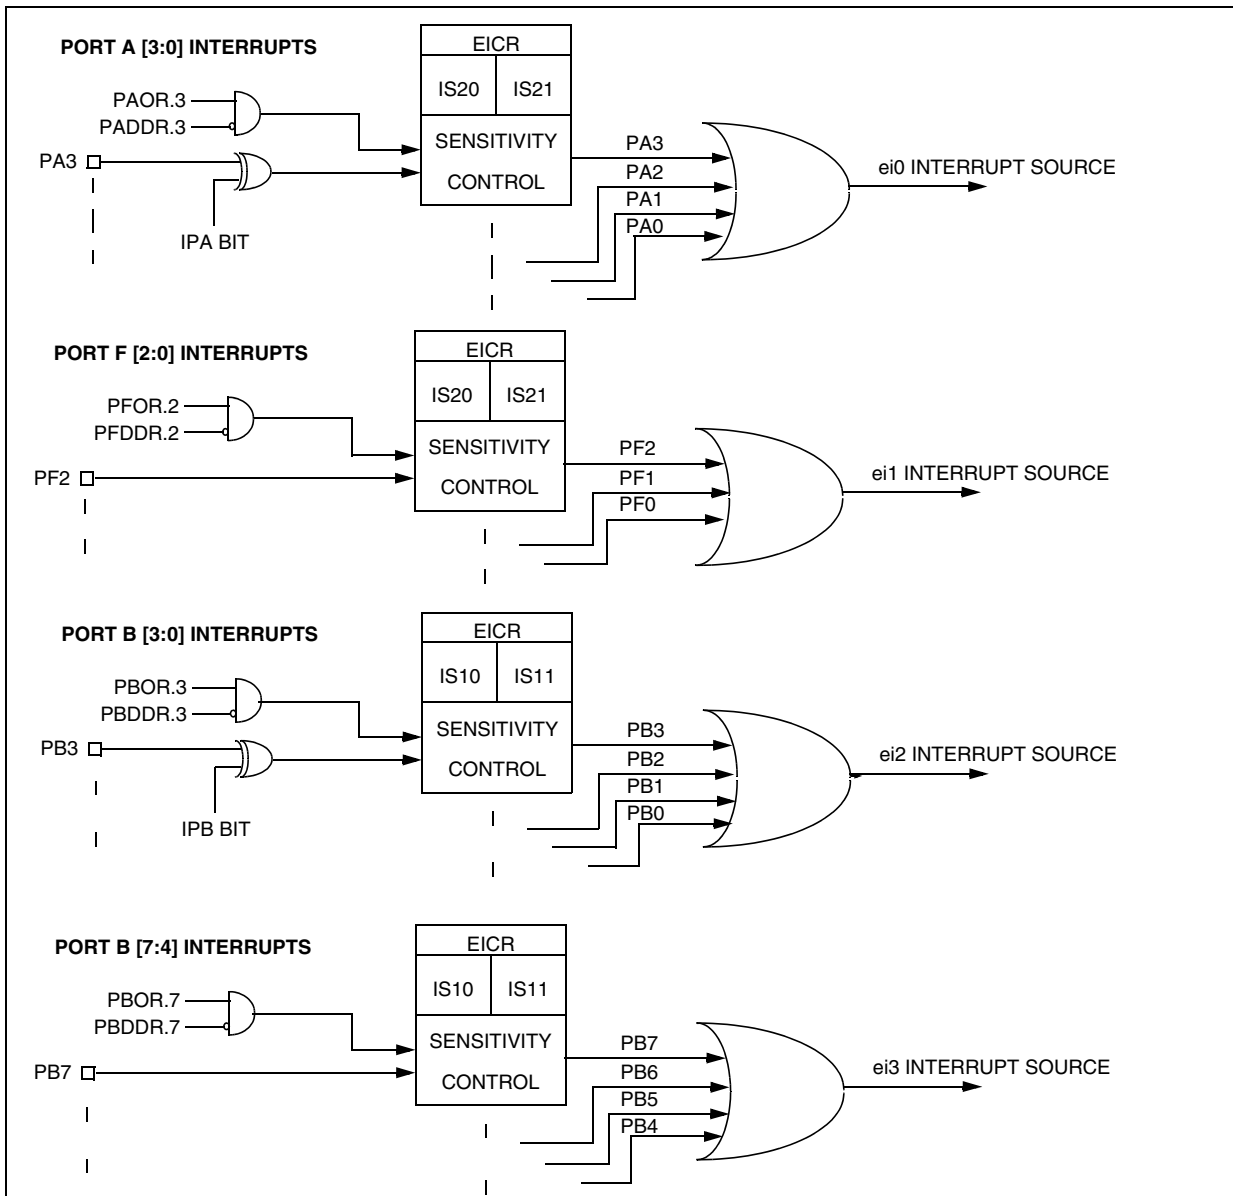 PORT A [3:0] INTERRUPTS
EICR
IS20 IS21
PAOR.3
PADDR.3
SENSITIVITY
CONTROL
PA3
IPA BIT
PA3
PA2
PA1
PA0
ei0 INTERRUPT SOURCE
PORT F [2:0] INTERRUPTS
EICR
IS20 IS21
PFOR.2
PFDDR.2
SENSITIVITY
CONTROL
PF2
PF2
PF1
PF0
ei1 INTERRUPT SOURCE
PORT B [3:0] INTERRUPTS
EICR
IS10 IS11
PBOR.3
PBDDR.3
SENSITIVITY
CONTROL
PB3
IPB BIT
PB3
PB2
PB1
PB0
ei2 INTERRUPT SOURCE
PORT B [7:4] INTERRUPTS
EICR
IS10 IS11
PBOR.7
PBDDR.7
SENSITIVITY
CONTROL
PB7
PB7
PB6
PB5
PB4
ei3 INTERRUPT SOURCE